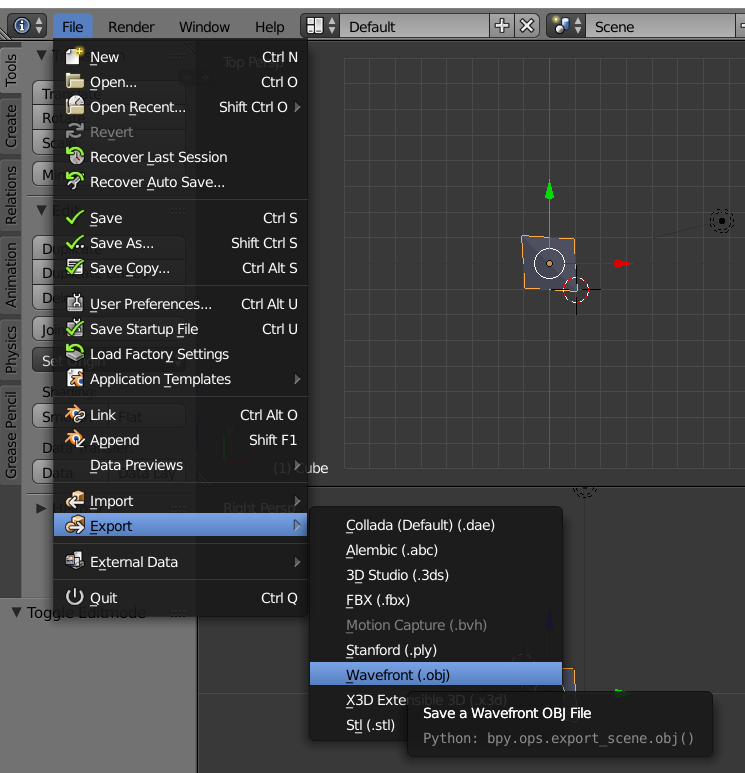 File Render Window Help Default Scene
New Ctrl N
Open... Ctrl O
Open Recent... Shift Ctrl O
Revert
Recover Last Session
Recover Auto Save...
Save Ctrl S
Save As... Shift Ctrl S
Save Copy... Ctrl Alt S
User Preferences... Ctrl Alt U
Save Startup File Ctrl U
Load Factory Settings
Application Templates
Link Ctrl Alt O
Append Shift F1
Data Previews
Import
Export
External Data
Quit Ctrl Q
Tools
Create
Relations
Animation
Physics
Grease Pencil
Top Persp
(1) Cube
Right Persp
Toggle Editmode
Collada (Default) (.dae)
Alembic (.abc)
3D Studio (.3ds)
FBX (.fbx)
Motion Capture (.bvh)
Stanford (.ply)
Wavefront (.obj)
X3D Extensible 3D (.x3d)
Stl (.stl)
Save a Wavefront OBJ File
Python: bpy.ops.export_scene.obj()